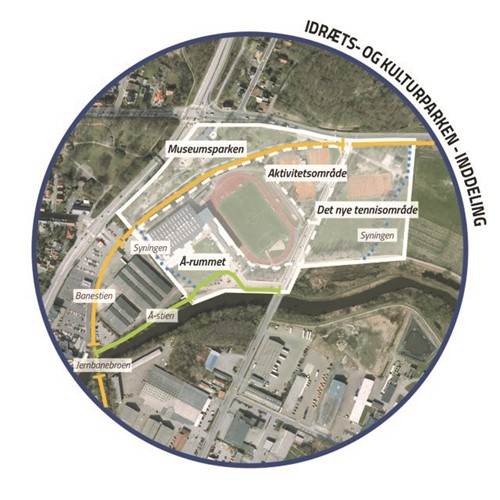 IDRÆTS- OG KULTURPARKEN - INDDELING
Museumsparken
Aktivitetsområde
Det nye tennisområde
Syningen
Syningen
Å-rummet
Banestien
Å-stien
Jernbanebroen